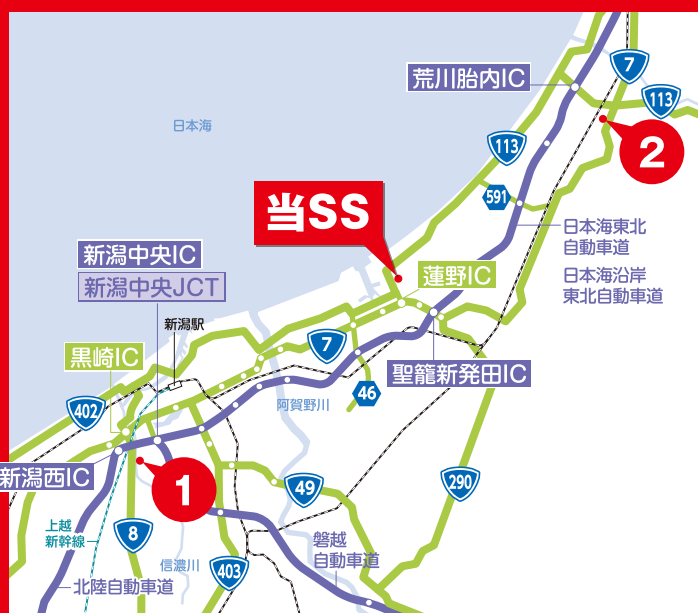 7
荒川胎内IC
113
日本海
113
2
591
当SS
日本海東北
自動車道
新潟中央IC
蓮野IC
新潟中央JCT
日本海沿岸
東北自動車道
新潟駅
7
黒崎IC
聖籠新発田IC
46
402
阿賀野川
新潟西IC
1
49
290
上越
新幹線
8
磐越
自動車道
信濃川
403
北陸自動車道